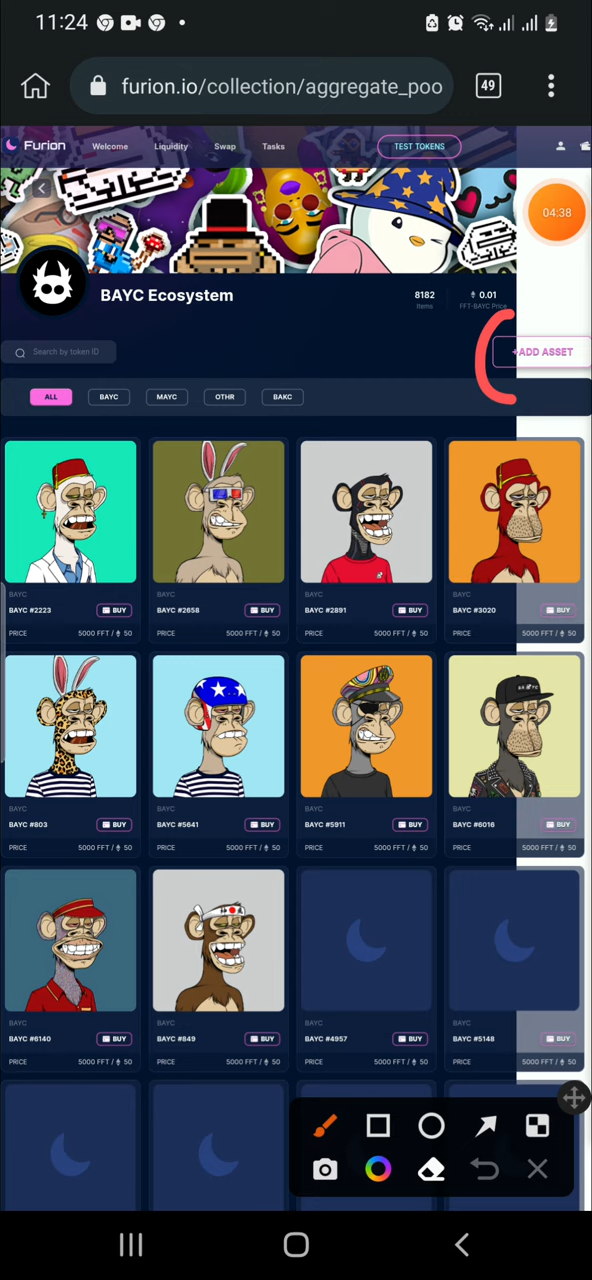 11:24
furion.io/collection/aggregate_poo
49
Furion
Welcome
Liquidity
Swap
Tasks
TEST TOKENS
04:38
BAYC Ecosystem
8182
Items
0.01
FFT-BAYC Price
Search by token ID
+ADD ASSET
ALL
BAYC
MAYC
OTHR
BAKC
BAYC
BAYC
BAYC
BAYC
BAYC #2223
BUY
BAYC #2658
BUY
BAYC #2891
BUY
BAYC #3020
BUY
PRICE
5000 FFT / 50
PRICE
5000 FFT / 50
PRICE
5000 FFT / 50
PRICE
5000 FFT / 50
BAYC
BAYC
BAYC
BAYC
BAYC #803
BUY
BAYC #5641
BUY
BAYC #5911
BUY
BAYC #6016
BUY
PRICE
5000 FFT / 50
PRICE
5000 FFT / 50
PRICE
5000 FFT / 50
PRICE
5000 FFT / 50
BAYC
BAYC
BAYC
BAYC
BAYC #6140
BUY
BAYC #849
BUY
BAYC #4957
BUY
BAYC #5148
BUY
PRICE
5000 FFT / 50
PRICE
5000 FFT / 50
PRICE
5000 FFT / 50
PRICE
5000 FFT / 50